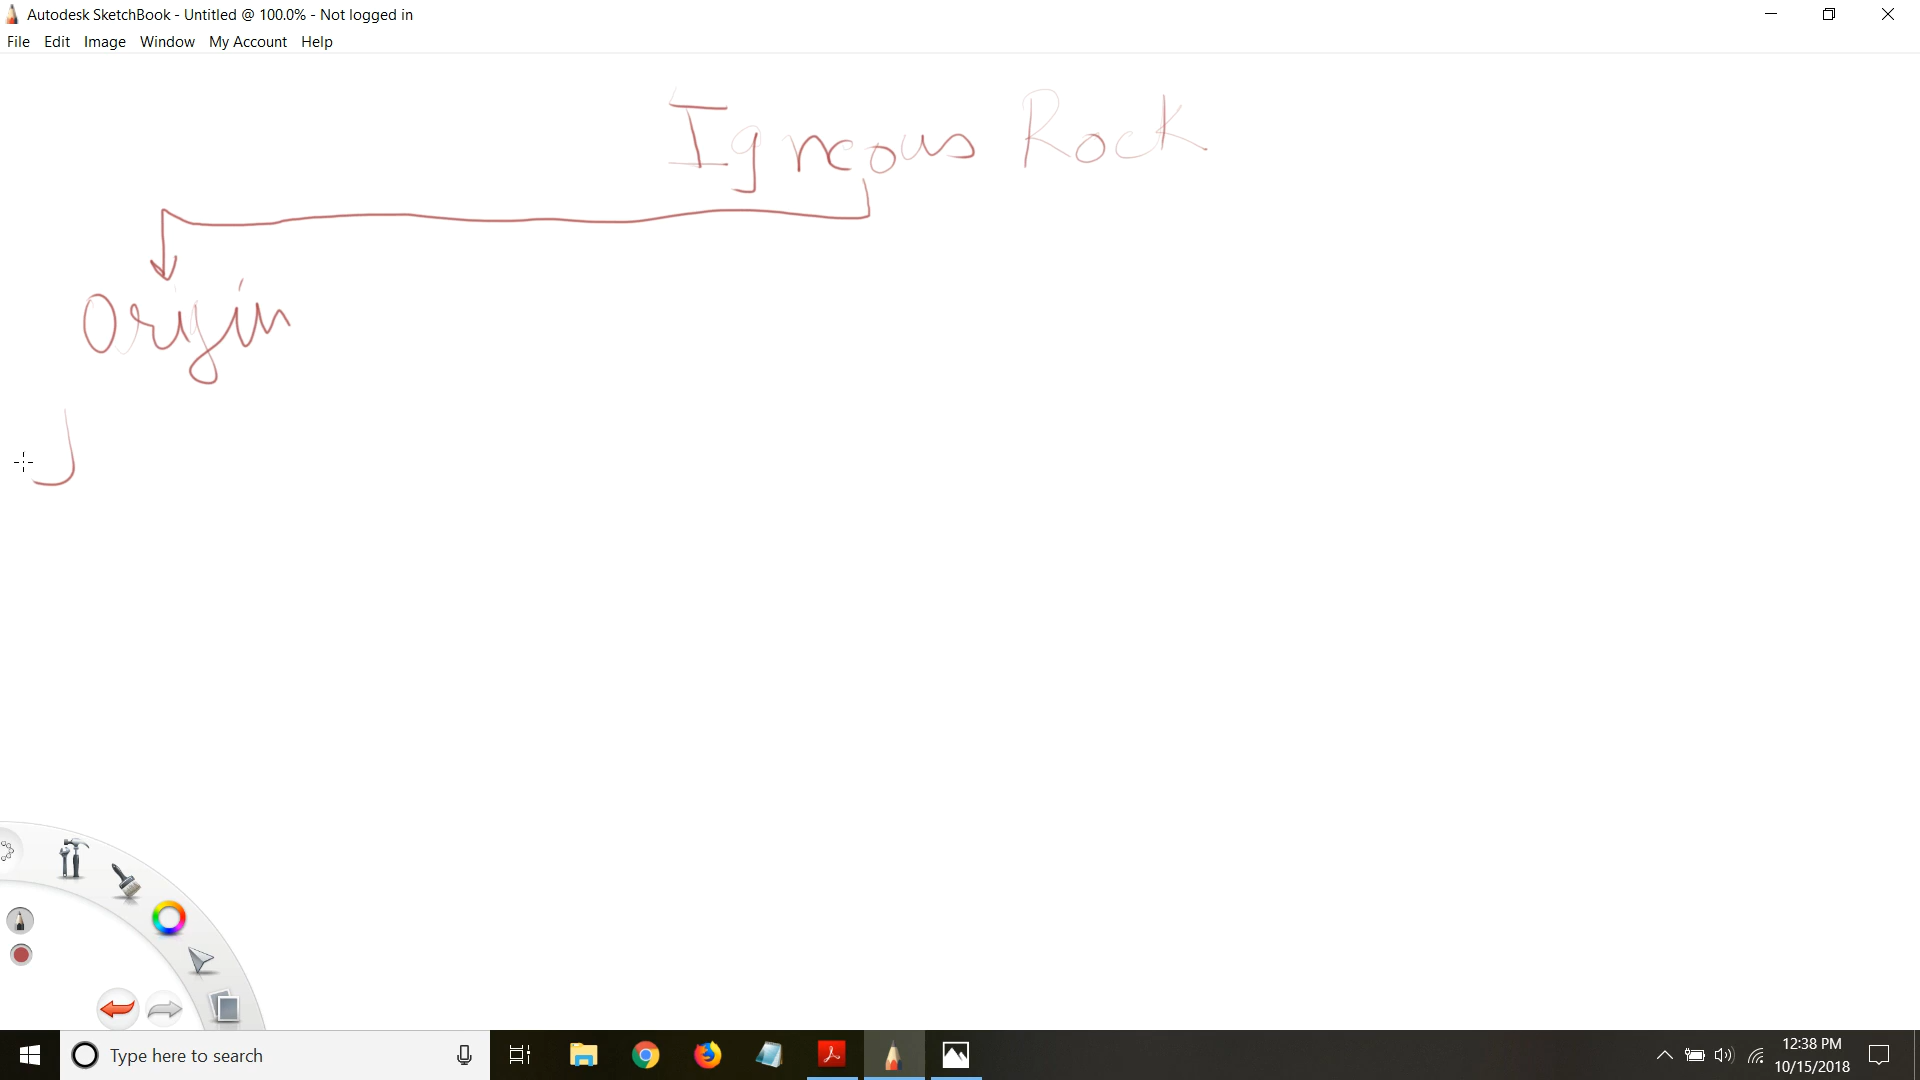 Autodesk SketchBook - Untitled @ 100.0% - Not logged in
File Edit Image Window My Account Help
Igneous Rock
Origin
Type here to search
12:38 PM
10/15/2018